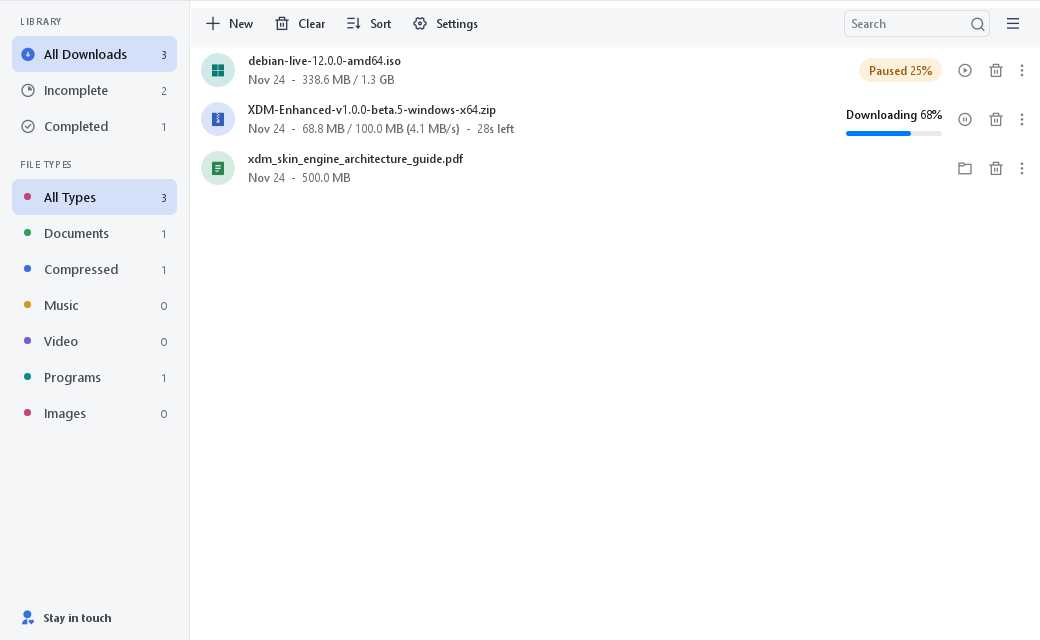 LIBRARY
All Downloads 3
Incomplete 2
Completed 1
FILE TYPES
All Types 3
Documents 1
Compressed 1
Music 0
Video 0
Programs 1
Images 0
Stay in touch
New Clear Sort Settings Search
debian-live-12.0.0-amd64.iso
Nov 24 - 338.6 MB / 1.3 GB
Paused 25%
XDM-Enhanced-v1.0.0-beta.5-windows-x64.zip
Nov 24 - 68.8 MB / 100.0 MB (4.1 MB/s) - 28s left
Downloading 68%
xdm_skin_engine_architecture_guide.pdf
Nov 24 - 500.0 MB